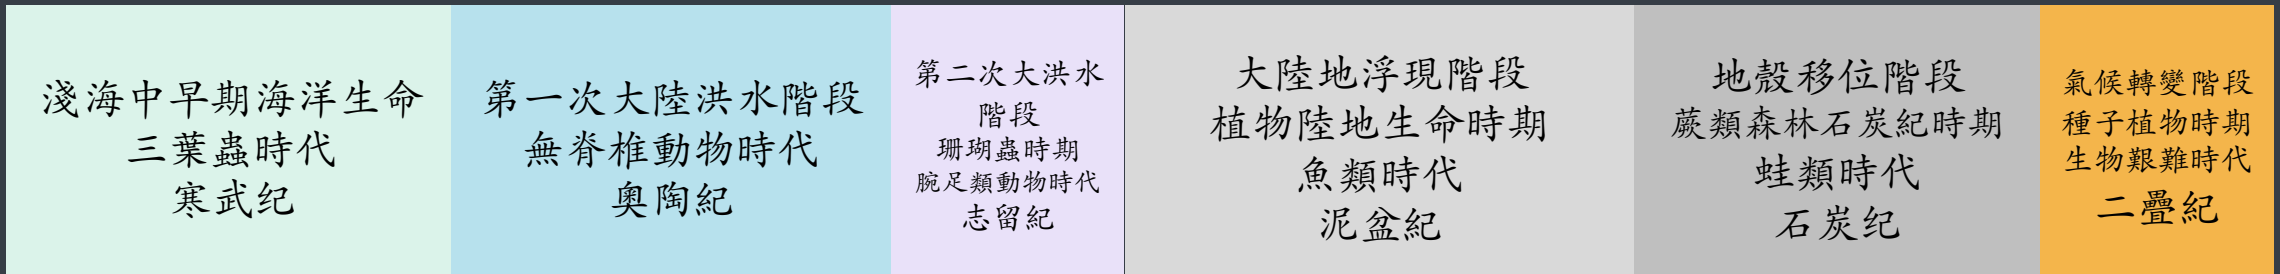 淺海中早期海洋生命
三葉蟲時代
寒武纪
第一次大陸洪水階段
無脊椎動物時代
奧陶紀
第二次大洪水
階段
珊瑚蟲時期
腕足類動物時代
志留紀
大陸地浮現階段
植物陸地生命時期
魚類時代
泥盆紀
地殼移位階段
蕨類森林石炭紀時期
蛙類時代
石炭纪
氣候轉變階段
種子植物時期
生物艱難時代
二疊紀